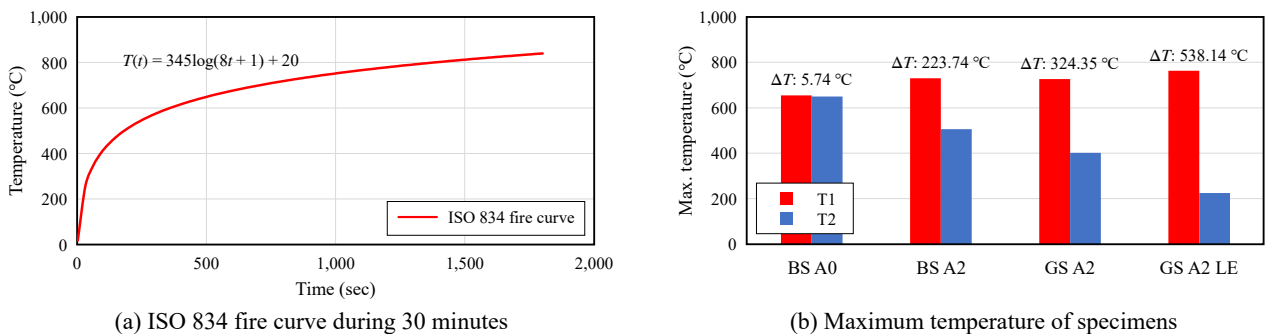 1,000
800
600
400
200
0
Temperature (℃)
T(t) = 345log(8t + 1) + 20
ISO 834 fire curve
0
500
1,000
1,500
2,000
Time (sec)
(a) ISO 834 fire curve during 30 minutes
1,000
800
600
400
200
0
Max. temperature (℃)
ΔT: 5.74 ℃
ΔT: 223.74 ℃
ΔT: 324.35 ℃
ΔT: 538.14 ℃
T1
T2
BS A0
BS A2
GS A2
GS A2 LE
(b) Maximum temperature of specimens